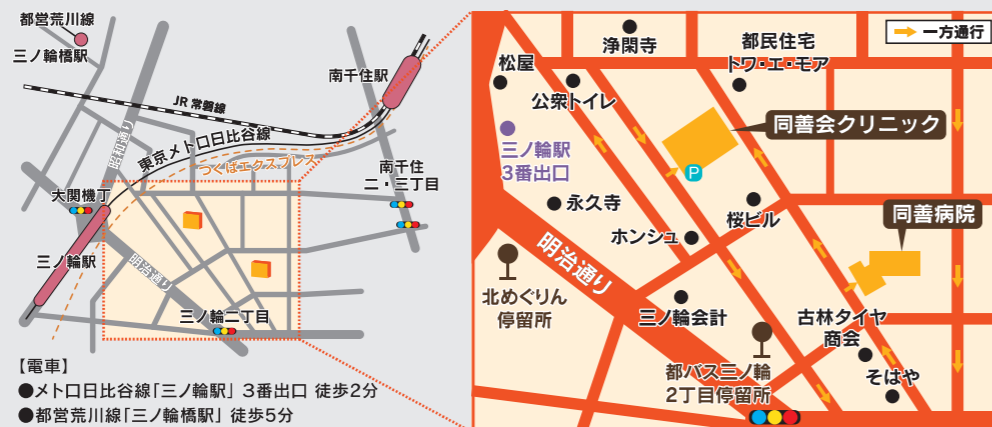 都営荒川線
三ノ輪橋駅
JR 常磐線
南千住駅
昭和通り
東京メトロ日比谷線
つくばエクスプレス
南千住
二・三丁目
大関横丁
三ノ輪駅
明治通り
三ノ輪二丁目
【電車】
●メトロ日比谷線「三ノ輪駅」 3番出口 徒歩2分
●都営荒川線「三ノ輪橋駅」 徒歩5分
一方通行
浄閑寺
都民住宅
トワ・エ・モア
松屋
公衆トイレ
同善会クリニック
三ノ輪駅
3番出口
P
永久寺
桜ビル
同善病院
ホンシュ
明治通り
北めぐりん
停留所
三ノ輪会計
古林タイヤ
商会
都バス三ノ輪
2丁目停留所
そはや